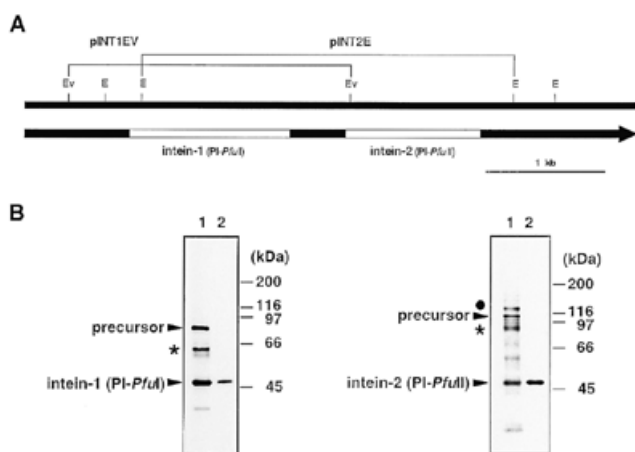 A
pINT1EV pINT2E
Ev E E Ev E E
intein-1 (PI-PfuI) intein-2 (PI-PfuII)
1 kb
B
1 2 1 2
(kDa) (kDa)
200 200
116 116
97 97
precursor precursor
* *
66 66
intein-1 (PI-PfuI) intein-2 (PI-PfuII)
45 45